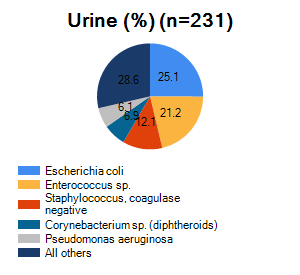 Urine (%) (n=231)
28.6
25.1
6.1
6.9
12.1
21.2
Escherichia coli
Enterococcus sp.
Staphylococcus, coagulase
negative
Corynebacterium sp. (diphtheroids)
Pseudomonas aeruginosa
All others